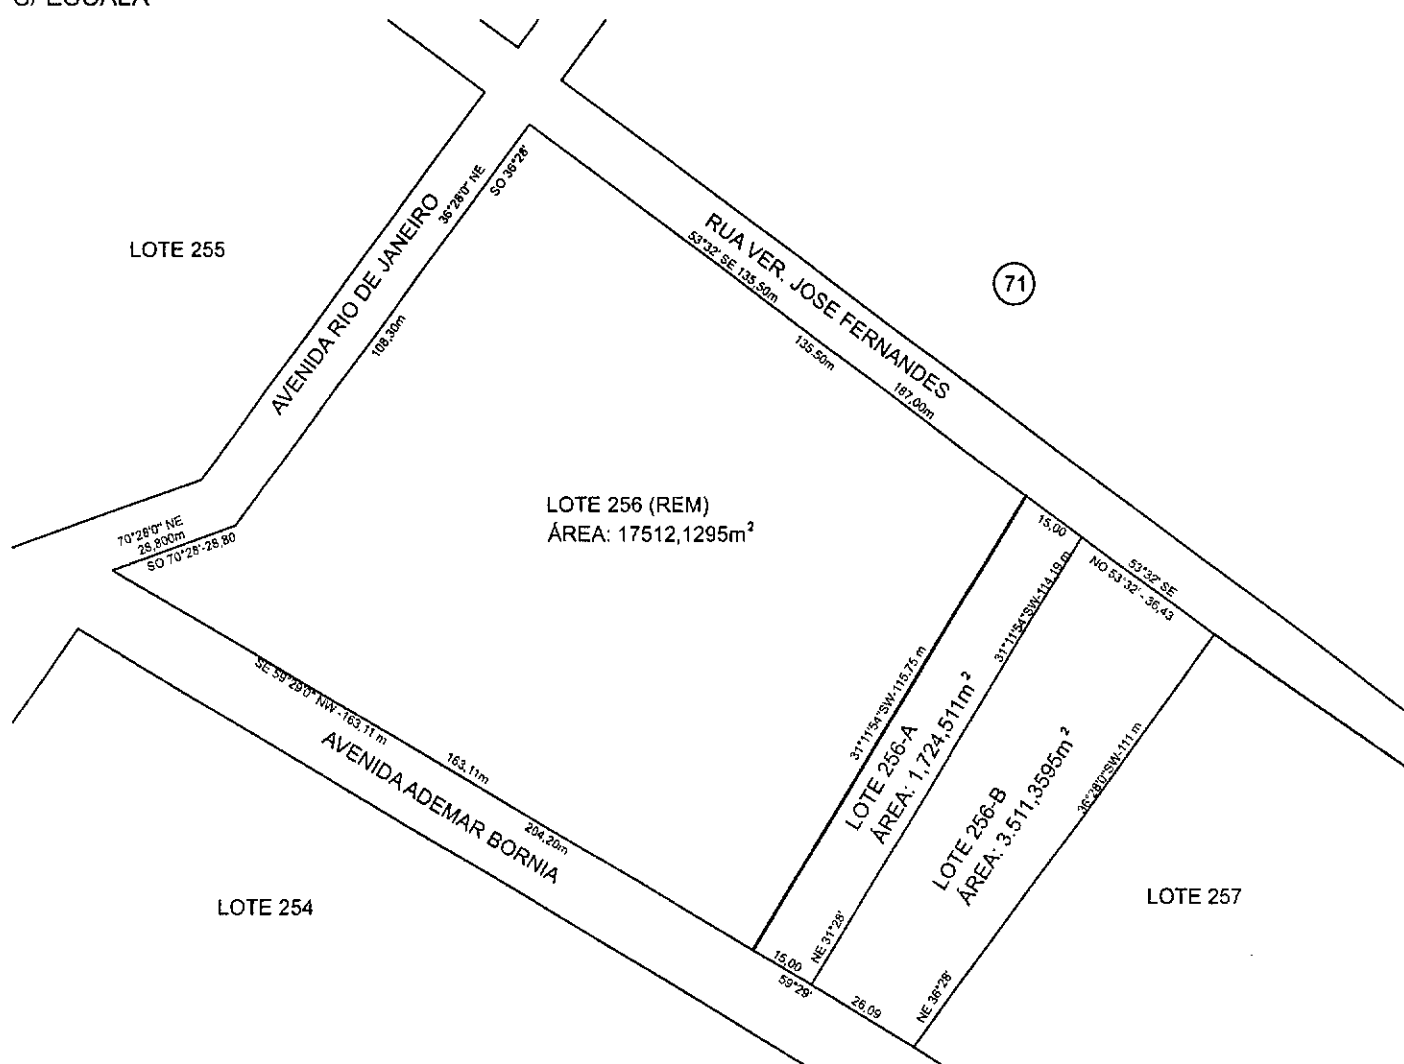 LOTE 255
AVENIDA RIO DE JANEIRO
36°28'0" NE
SO 36°28'
108,30m
70°28'0" NE
28,800m
SO 70°28'-28,80
RUA VER. JOSE FERNANDES
53°32' SE 135,50m
135,50m
187,00m
71
LOTE 256 (REM)
ÁREA: 17512,1295m²
15,00
53°32' SE
NO 53°32' - 36,43
31°11'54"SW-115,75 m
31°11'54"SW-114,19 m
LOTE 256-A
ÁREA: 1,724,511m²
LOTE 256-B
ÁREA: 3.511,3595m²
36°28'0"SW-111 m
SE 59°29'0" NW -163,11 m
163,11m
204,20m
AVENIDA ADEMAR BORNIA
LOTE 254
LOTE 257
NE 31°28'
15,00
59°29'
26,09
NE 36°28'